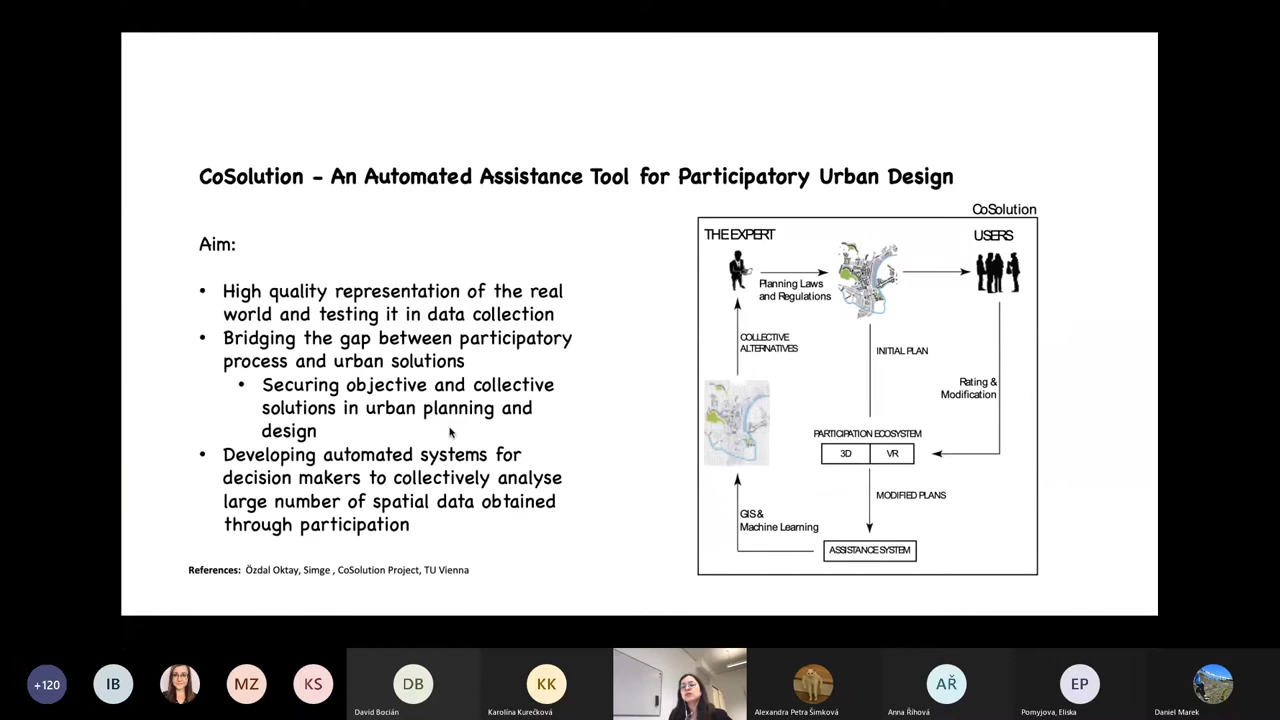 CoSolution – An Automated Assistance Tool for Participatory Urban Design
Aim:
• High quality representation of the real
world and testing it in data collection
• Bridging the gap between participatory
process and urban solutions
• Securing objective and collective
solutions in urban planning and
design
• Developing automated systems for
decision makers to collectively analyse
large number of spatial data obtained
through participation
References: Özdal Oktay, Simge , CoSolution Project, TU Vienna
CoSolution
THE EXPERT
USERS
Planning Laws
and Regulations
COLLECTIVE
ALTERNATIVES
INITIAL PLAN
Rating &
Modification
PARTICIPATION ECOSYSTEM
3D
VR
MODIFIED PLANS
GIS &
Machine Learning
ASSISTANCE SYSTEM
+120
IB
MZ
KS
DB
David Bocián
KK
Karolína Kurečková
Alexandra Petra Šimková
AŘ
Anna Říhová
EP
Pomyjova, Eliska
Daniel Marek